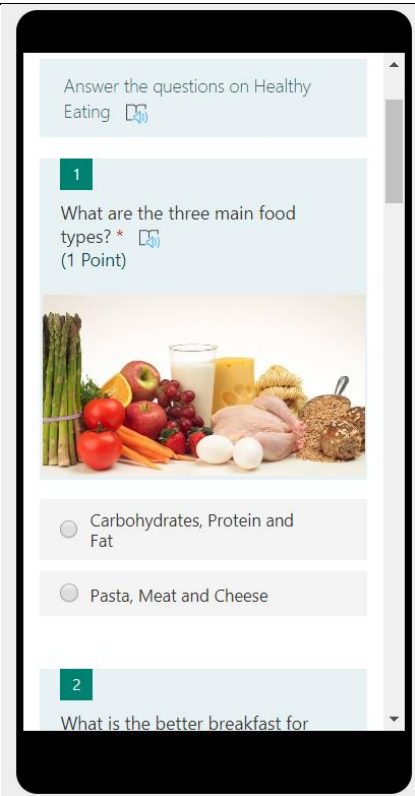 Answer the questions on Healthy
Eating
1
What are the three main food
types? *
(1 Point)
Carbohydrates, Protein and
Fat
Pasta, Meat and Cheese
2
What is the better breakfast for